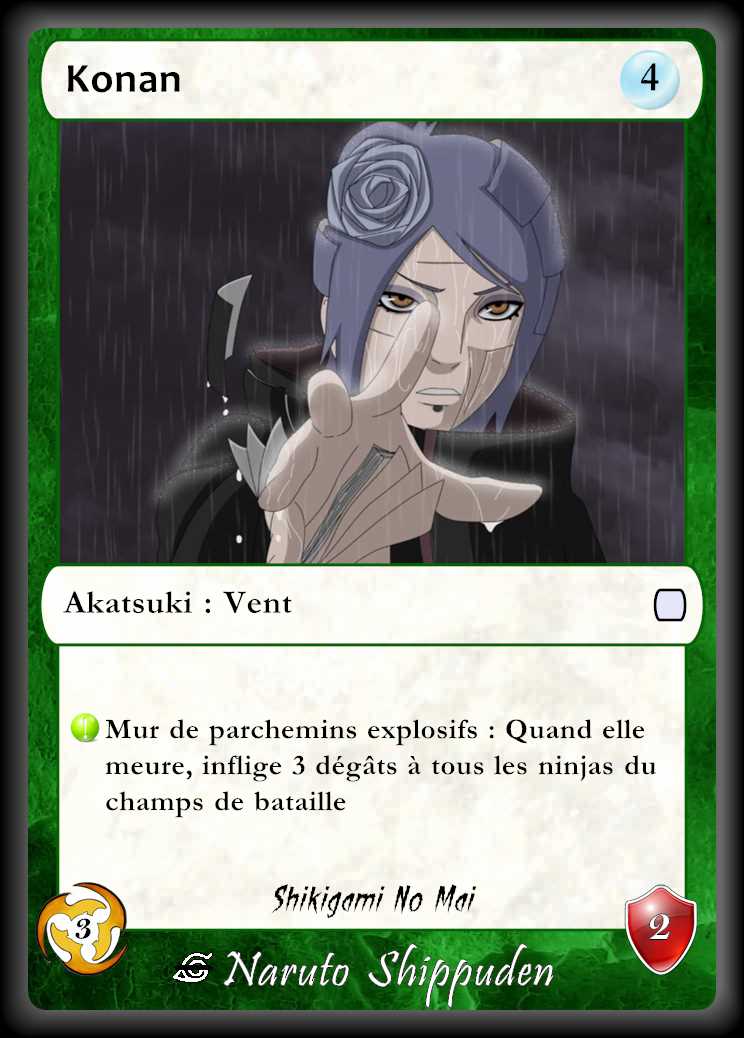 Konan
4
Akatsuki : Vent
Mur de parchemins explosifs : Quand elle
meure, inflige 3 dégâts à tous les ninjas du
champs de bataille
Shikigami No Mai
3
2
Naruto Shippuden